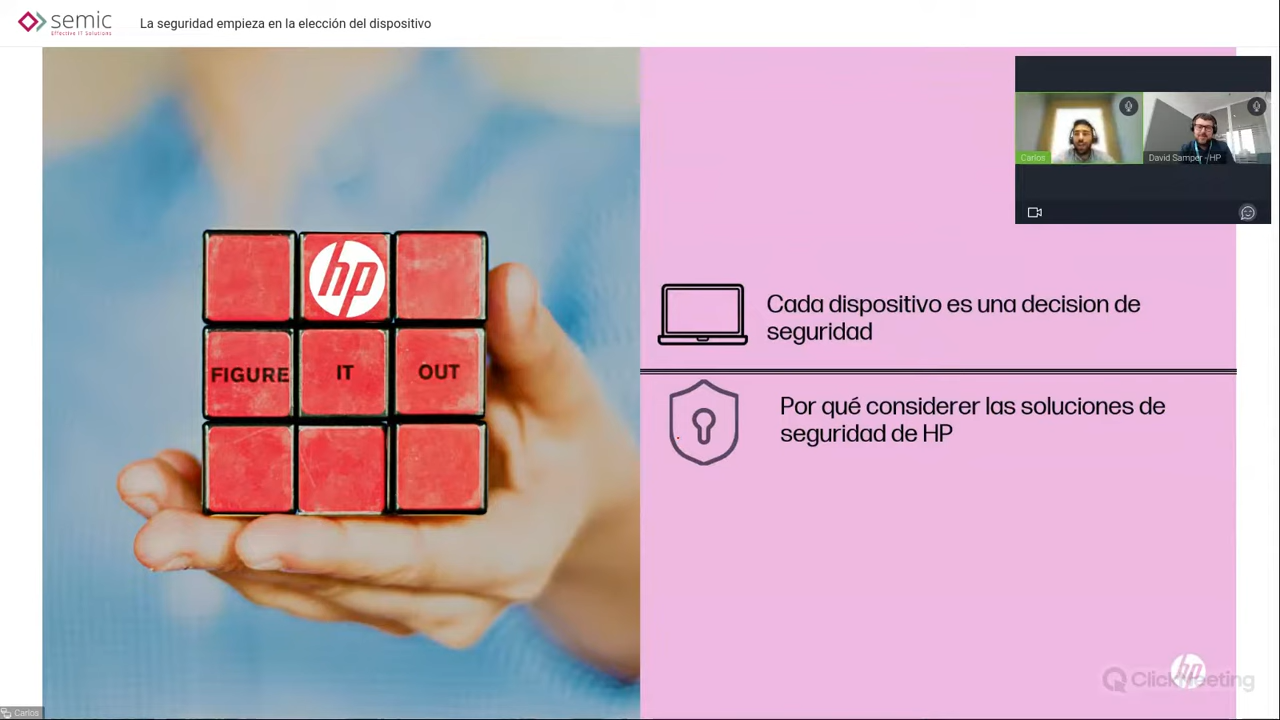 semic
Effective IT Solutions
La seguridad empieza en la elección del dispositivo
Carlos
David Samper - HP
hp
FIGURE IT OUT
Cada dispositivo es una decision de
seguridad
Por qué considerer las soluciones de
seguridad de HP
hp
ClickMeeting
Carlos